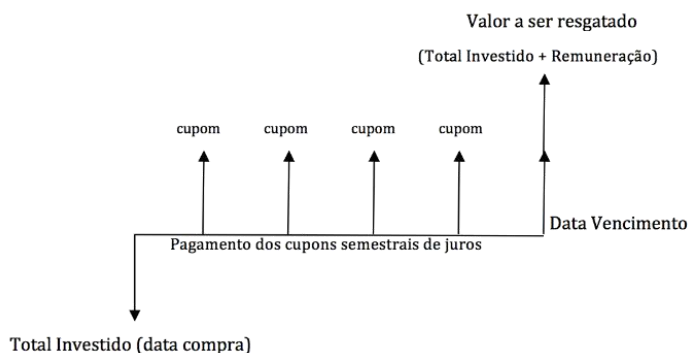 Valor a ser resgatado
(Total Investido + Remuneração)
cupom cupom cupom cupom
Data Vencimento
Pagamento dos cupons semestrais de juros
Total Investido (data compra)